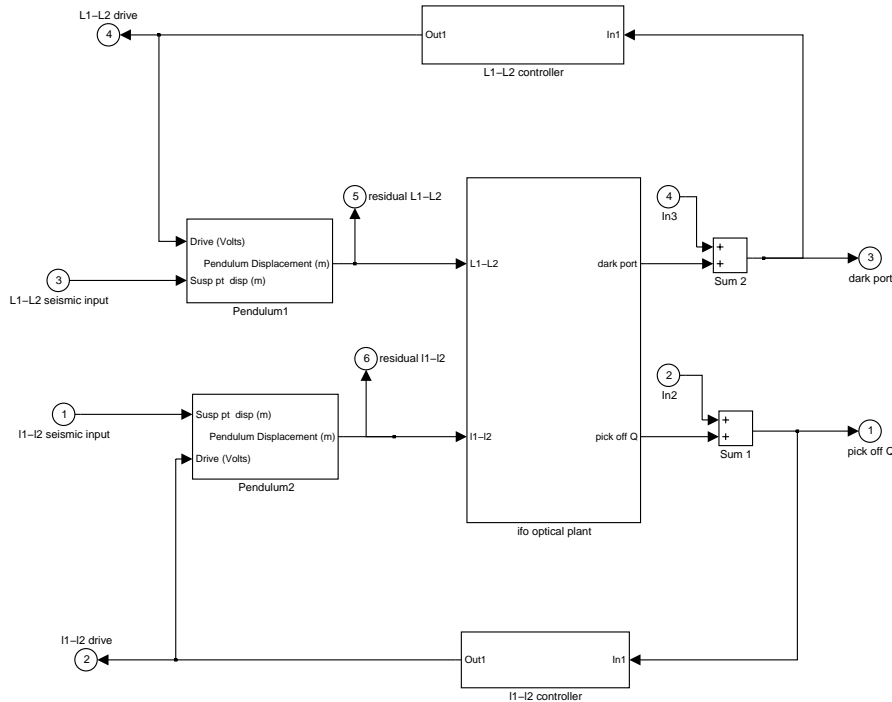 L1–L2 drive
4
Out1
In1
L1–L2 controller
5
residual L1–L2
4
In3
Drive (Volts)
Pendulum Displacement (m)
Susp pt disp (m)
Pendulum1
3
L1–L2 seismic input
L1–L2
dark port
+
+
Sum 2
3
dark port
6
residual l1–l2
2
In2
1
l1–l2 seismic input
Susp pt disp (m)
Pendulum Displacement (m)
Drive (Volts)
Pendulum2
l1–l2
pick off Q
+
+
Sum 1
1
pick off Q
ifo optical plant
l1–l2 drive
2
Out1
In1
l1–l2 controller